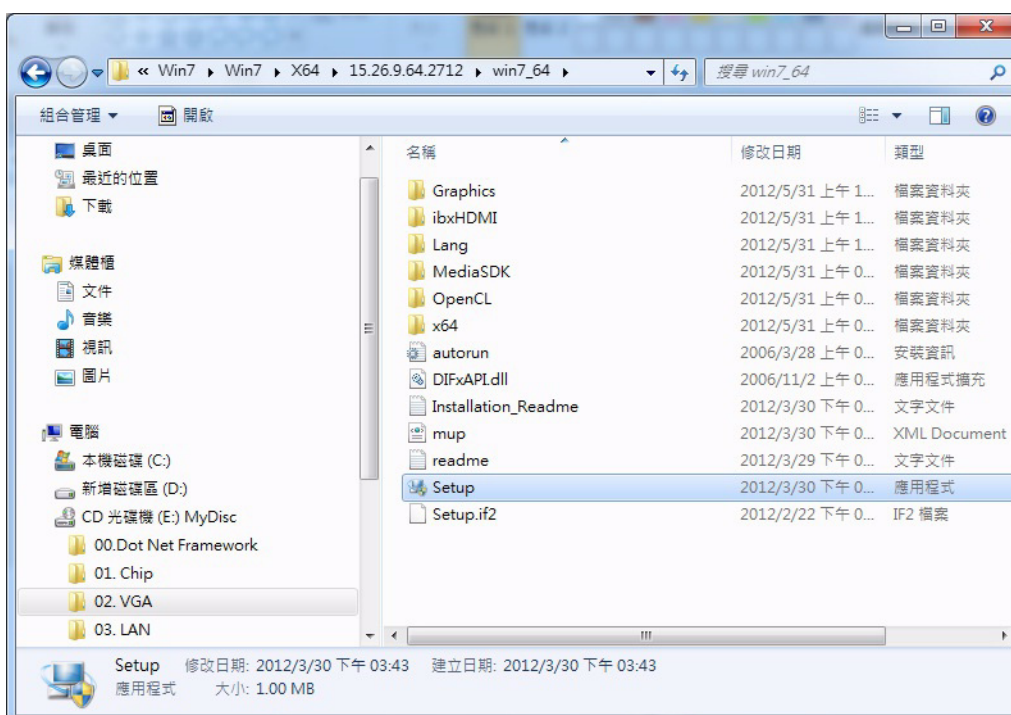 « Win7 ▸ Win7 ▸ X64 ▸ 15.26.9.64.2712 ▸ win7_64 ▸ 搜尋 win7_64
組合管理 ▼ 開啟
桌面
最近的位置
下載
媒體櫃
文件
音樂
視訊
圖片
電腦
本機磁碟 (C:)
新增磁碟區 (D:)
CD 光碟機 (E:) MyDisc
00.Dot Net Framework
01. Chip
02. VGA
03. LAN
名稱 修改日期 類型
Graphics 2012/5/31 上午 1... 檔案資料夾
ibxHDMI 2012/5/31 上午 1... 檔案資料夾
Lang 2012/5/31 上午 1... 檔案資料夾
MediaSDK 2012/5/31 上午 0... 檔案資料夾
OpenCL 2012/5/31 上午 0... 檔案資料夾
x64 2012/5/31 上午 0... 檔案資料夾
autorun 2006/3/28 上午 0... 安裝資訊
DIFxAPI.dll 2006/11/2 上午 0... 應用程式擴充
Installation_Readme 2012/3/30 下午 0... 文字文件
mup 2012/3/30 下午 0... XML Document
readme 2012/3/29 下午 0... 文字文件
Setup 2012/3/30 下午 0... 應用程式
Setup.if2 2012/2/22 下午 0... IF2 檔案
Setup 修改日期: 2012/3/30 下午 03:43 建立日期: 2012/3/30 下午 03:43
應用程式 大小: 1.00 MB